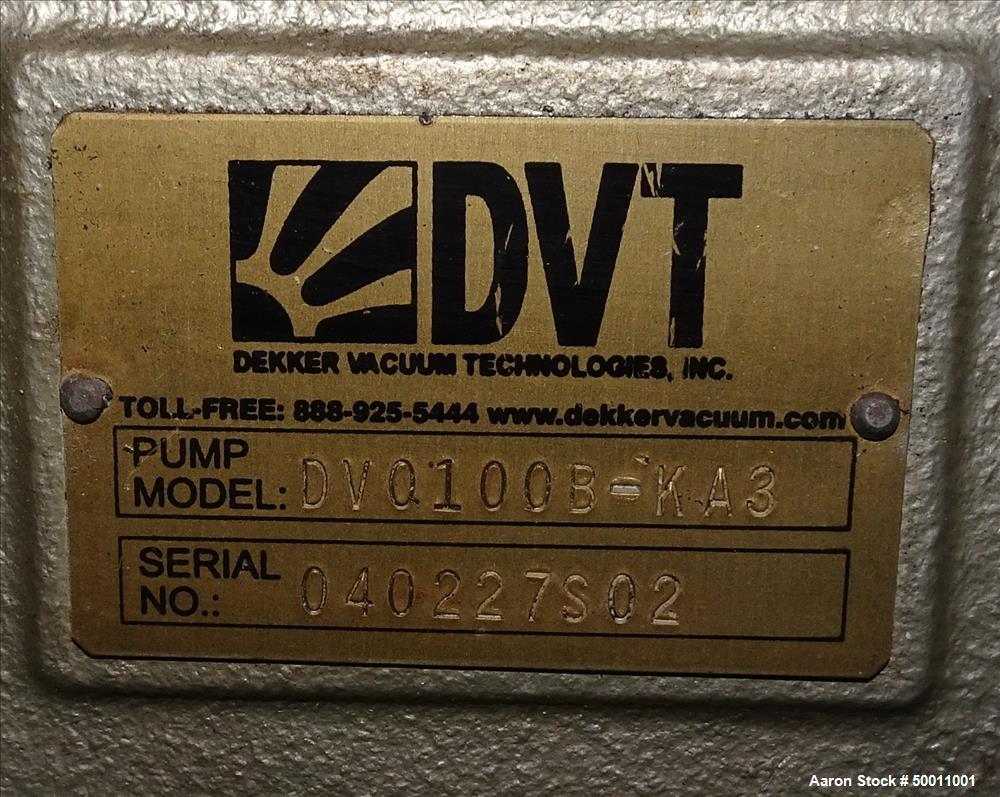 DVT
DEKKER VACUUM TECHNOLOGIES, INC.
TOLL-FREE: 888-925-5444 www.dekkervacuum.com
PUMP
MODEL: DV0100B-KA3
SERIAL
NO.: 040227S02
Aaron Stock # 50011001